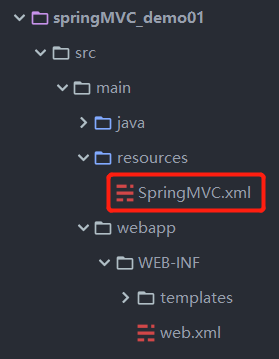 springMVC_demo01
src
main
java
resources
SpringMVC.xml
webapp
WEB-INF
templates
web.xml